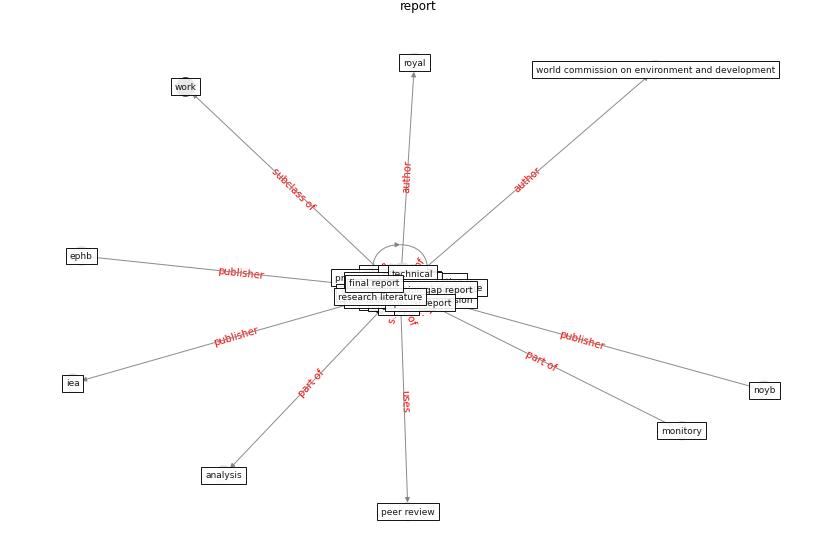 report
royal
world commission on environment and development
work
author
author
subclass of
ephb
publisher
technical
final report
gap report
research literature
report
publisher
iea
part of
analysis
uses
peer review
part of
monitory
publisher
noyb